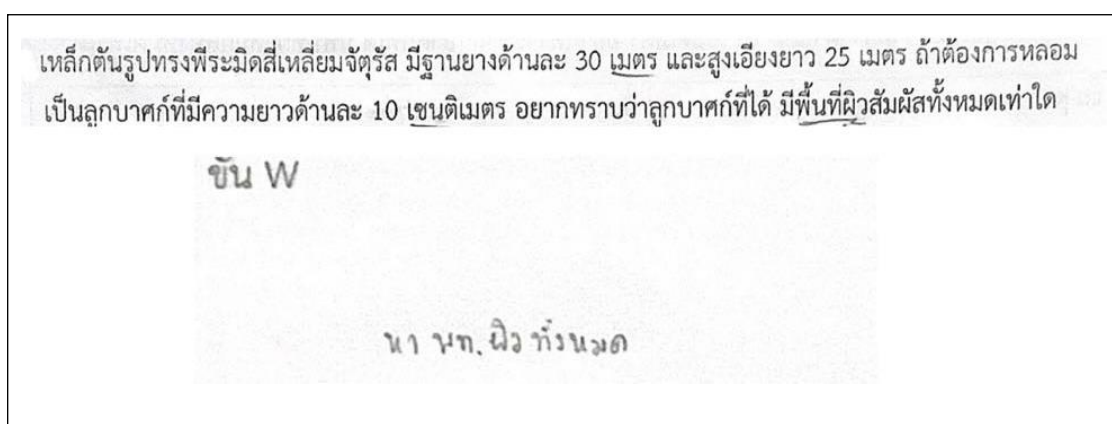 เหล็กตันรูปทรงพีระมิดสี่เหลี่ยมจัตุรัส มีฐานยางด้านละ 30 เมตร และสูงเอียงยาว 25 เมตร ถ้าต้องการหลอม
เป็นลูกบาศก์ที่มีความยาวด้านละ 10 เซนติเมตร อยากทราบว่าลูกบาศก์ที่ได้ มีพื้นที่ผิวสัมผัสทั้งหมดเท่าใด
ขั้น W
หา พท. ผิว ทั้งหมด